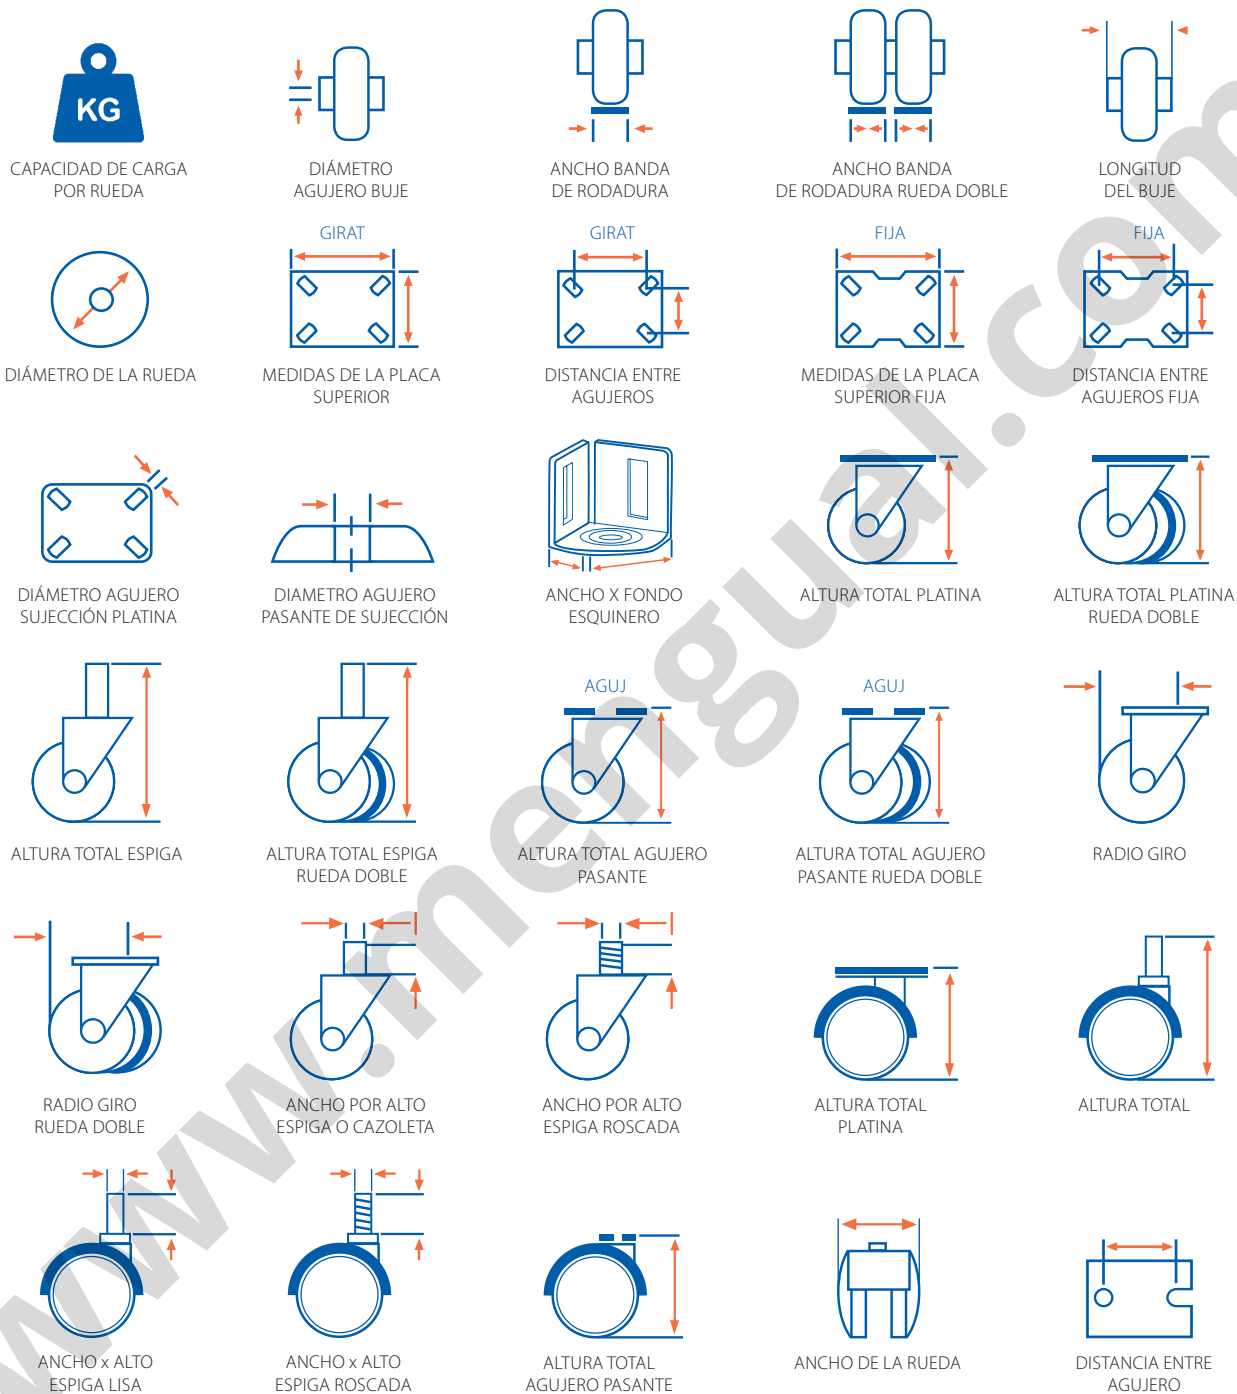 KG
CAPACIDAD DE CARGA
POR RUEDA
DIÁMETRO
AGUJERO BUJE
ANCHO BANDA
DE RODADURA
ANCHO BANDA
DE RODADURA RUEDA DOBLE
LONGITUD
DEL BUJE
DIÁMETRO DE LA RUEDA
GIRAT
MEDIDAS DE LA PLACA
SUPERIOR
GIRAT
DISTANCIA ENTRE
AGUJEROS
FIJA
MEDIDAS DE LA PLACA
SUPERIOR FIJA
FIJA
DISTANCIA ENTRE
AGUJEROS FIJA
DIÁMETRO AGUJERO
SUJECCIÓN PLATINA
DIAMETRO AGUJERO
PASANTE DE SUJECCIÓN
ANCHO X FONDO
ESQUINERO
ALTURA TOTAL PLATINA
ALTURA TOTAL PLATINA
RUEDA DOBLE
ALTURA TOTAL ESPIGA
ALTURA TOTAL ESPIGA
RUEDA DOBLE
AGUJ
ALTURA TOTAL AGUJERO
PASANTE
AGUJ
ALTURA TOTAL AGUJERO
PASANTE RUEDA DOBLE
RADIO GIRO
RADIO GIRO
RUEDA DOBLE
ANCHO POR ALTO
ESPIGA O CAZOLETA
ANCHO POR ALTO
ESPIGA ROSCADA
ALTURA TOTAL
PLATINA
ALTURA TOTAL
ANCHO x ALTO
ESPIGA LISA
ANCHO x ALTO
ESPIGA ROSCADA
ALTURA TOTAL
AGUJERO PASANTE
ANCHO DE LA RUEDA
DISTANCIA ENTRE
AGUJERO
www.mengual.com